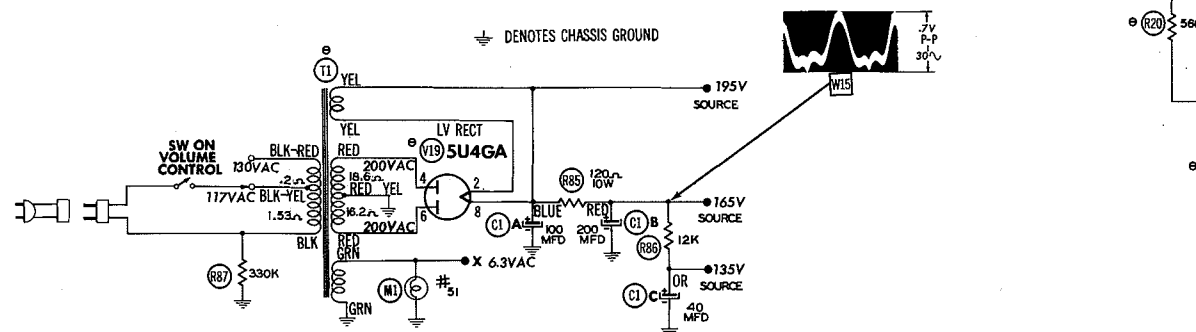 DENOTES CHASSIS GROUND
.7V
P-P
30∿
W15
θ R20 56
θ
θ
T1
YEL
YEL
LV RECT
θ V19 5U4GA
195V
SOURCE
SW ON
VOLUME
CONTROL
BLK-RED
130VAC
.2Ω
117VAC
BLK-YEL
1.53Ω
BLK
RED
200VAC
18.6Ω
RED YEL
16.2Ω
200VAC
RED
4
6
2
8
R85
120Ω
10W
BLUE
RED
C1 A
100
MFD
200
MFD
C1 B
165V
SOURCE
R86
12K
OR
135V
SOURCE
C1 C
40
MFD
R87
330K
GRN
GRN
X 6.3VAC
M1
#51